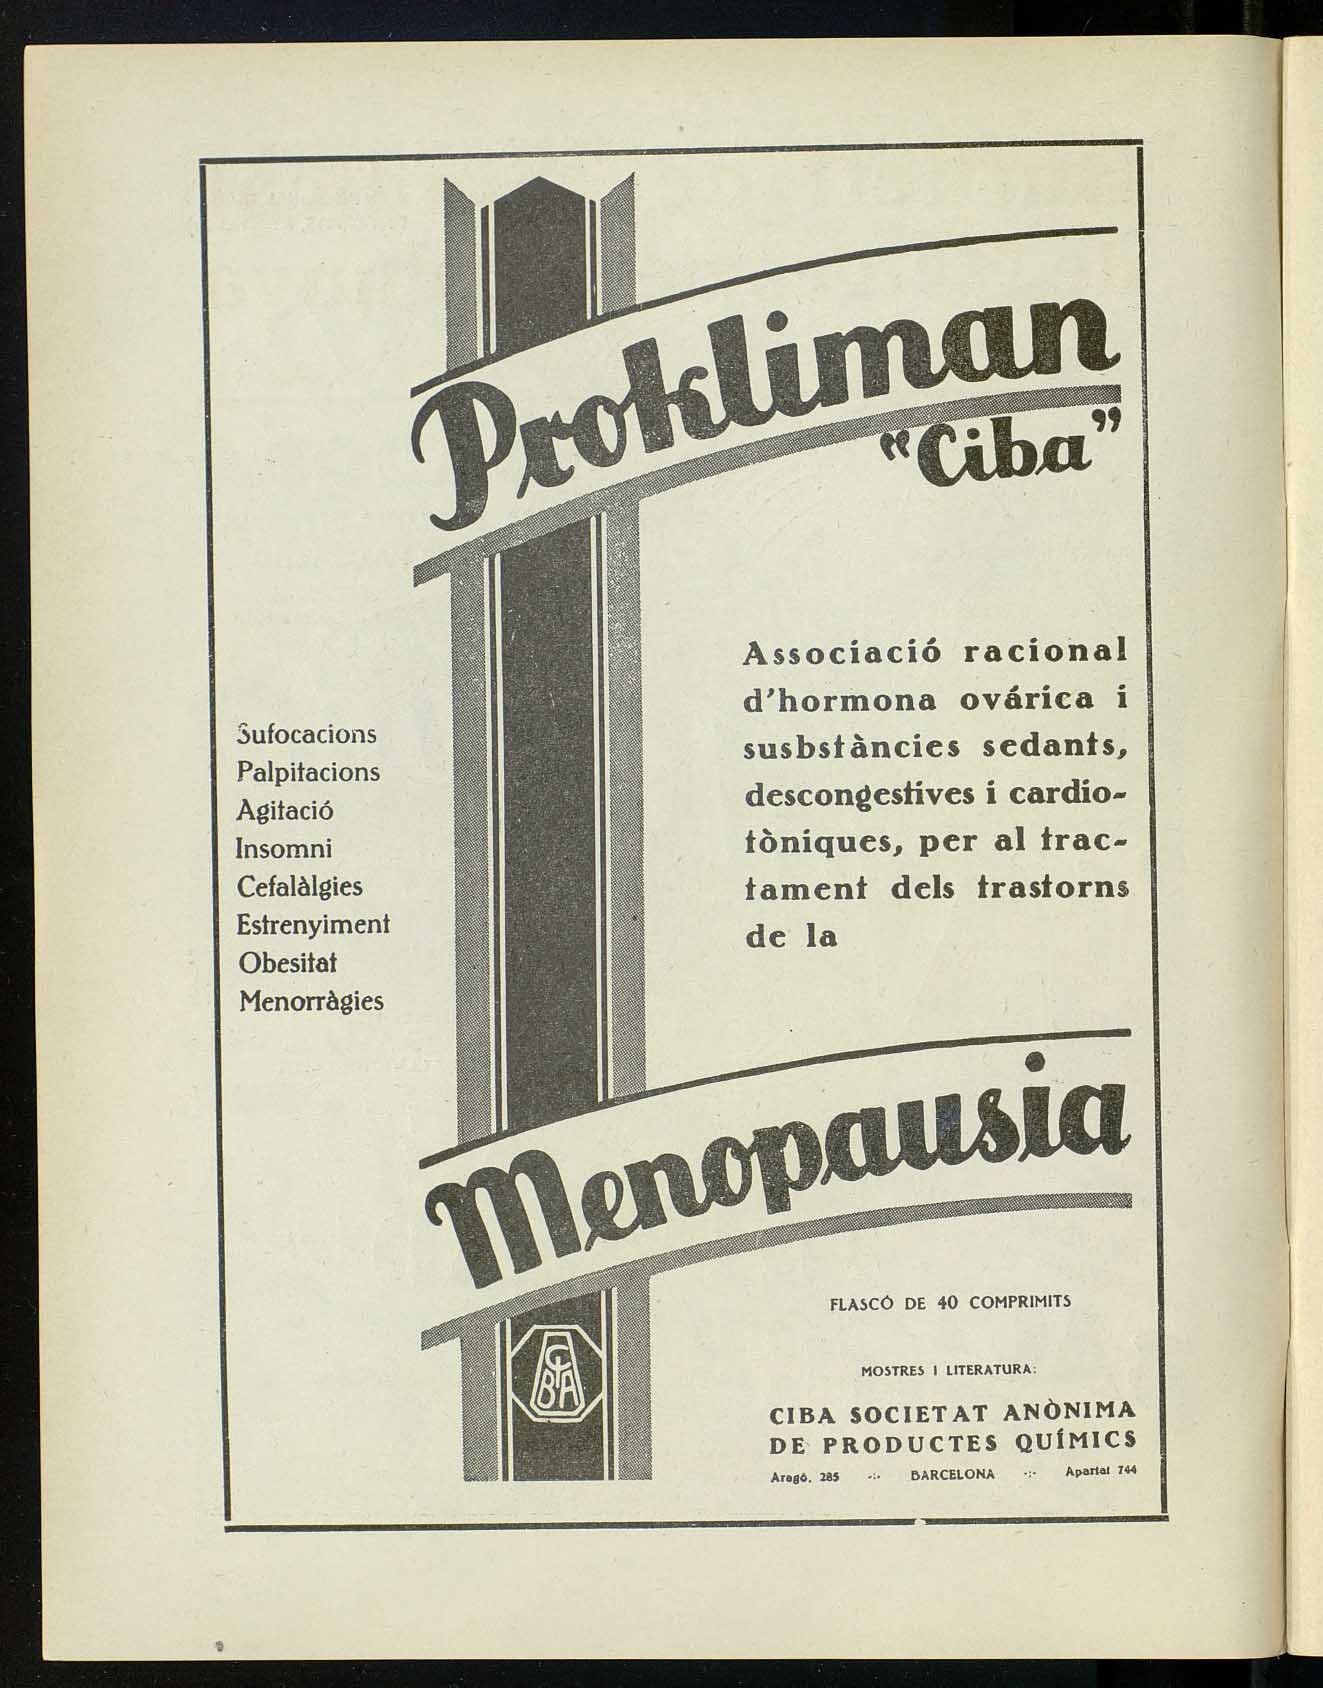 Prokliman
"Ciba"
Sufocacions
Palpitacions
Agitació
Insomni
Cefalàlgies
Estrenyiment
Obesitat
Menorràgies
Associació racional
d'hormona ovárica i
susbstàncies sedants,
descongestives i cardio-
tòniques, per al trac-
tament dels trastorns
de la
Menopausia
CIBA
FLASCÓ DE 40 COMPRIMITS
MOSTRES I LITERATURA:
CIBA SOCIETAT ANÒNIMA
DE PRODUCTES QUÍMICS
Aragó, 285 -:- BARCELONA -:- Apartat 744